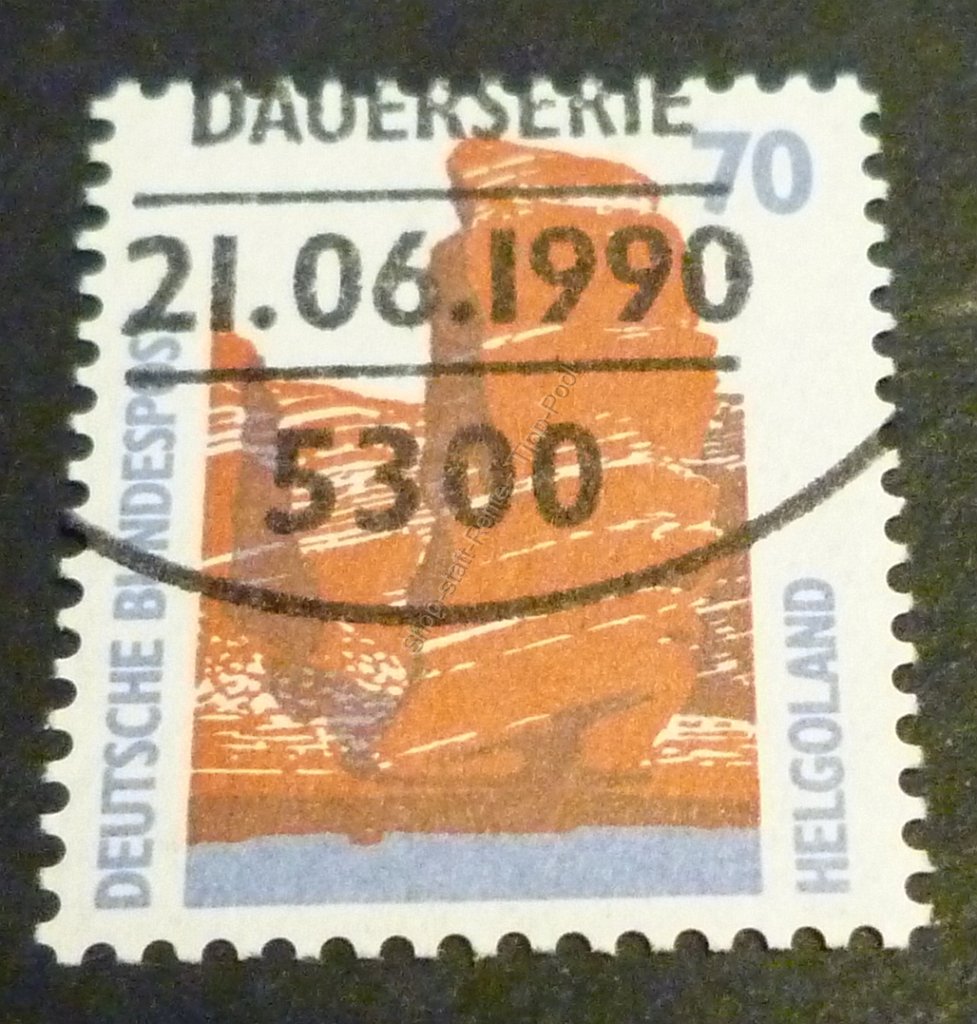 DAUERSERIE
70
21.06.1990
5300
DEUTSCHE BUNDESPOST
HELGOLAND